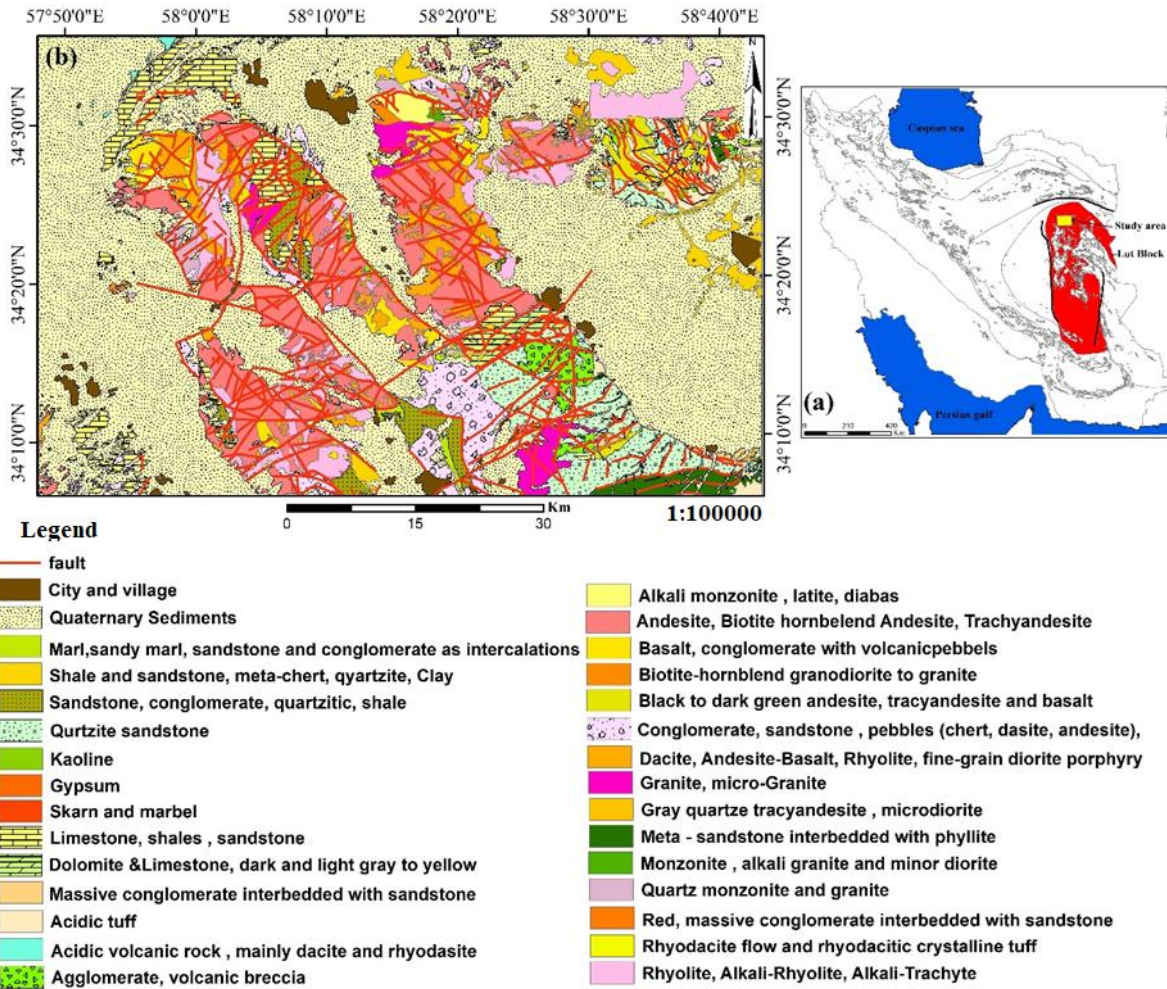 57°50'0"E 58°0'0"E 58°10'0"E 58°20'0"E 58°30'0"E 58°40'0"E
(b)
N
34°30'0"N
34°20'0"N
34°10'0"N
34°30'0"N
34°20'0"N
34°10'0"N
Caspian sea
Study area
Lut Block
(a)
Persian gulf
0 210 420
Km
0 15 30
1:100000
Legend
fault
City and village
Quaternary Sediments
Marl,sandy marl, sandstone and conglomerate as intercalations
Shale and sandstone, meta-chert, qyartzite, Clay
Sandstone, conglomerate, quartzitic, shale
Qurtzite sandstone
Kaoline
Gypsum
Skarn and marbel
Limestone, shales , sandstone
Dolomite &Limestone, dark and light gray to yellow
Massive conglomerate interbedded with sandstone
Acidic tuff
Acidic volcanic rock , mainly dacite and rhyodasite
Agglomerate, volcanic breccia
Alkali monzonite , latite, diabas
Andesite, Biotite hornbelend Andesite, Trachyandesite
Basalt, conglomerate with volcanicpebbels
Biotite-hornblend granodiorite to granite
Black to dark green andesite, tracyandesite and basalt
Conglomerate, sandstone , pebbles (chert, dasite, andesite),
Dacite, Andesite-Basalt, Rhyolite, fine-grain diorite porphyry
Granite, micro-Granite
Gray quartze tracyandesite , microdiorite
Meta - sandstone interbedded with phyllite
Monzonite , alkali granite and minor diorite
Quartz monzonite and granite
Red, massive conglomerate interbedded with sandstone
Rhyodacite flow and rhyodacitic crystalline tuff
Rhyolite, Alkali-Rhyolite, Alkali-Trachyte